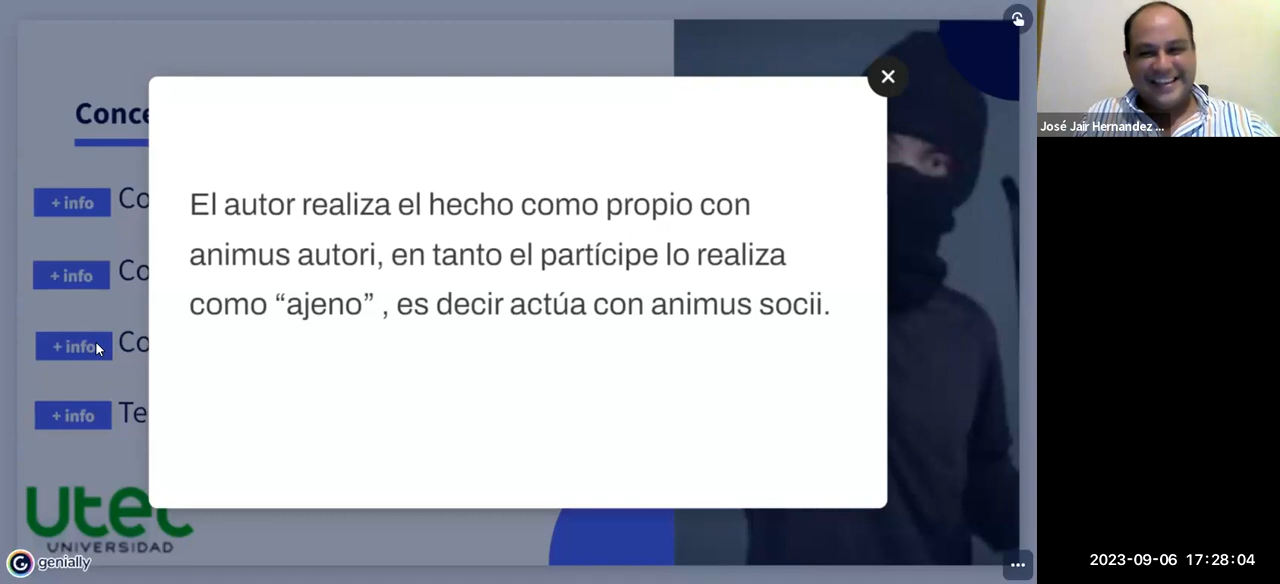 Conce
+ info Co
+ info Co
+ info Co
+ info Te
El autor realiza el hecho como propio con
animus autori, en tanto el partícipe lo realiza
como “ajeno” , es decir actúa con animus socii.
utec
UNIVERSIDAD
genially
José Jair Hernandez ...
2023-09-06 17:28:04